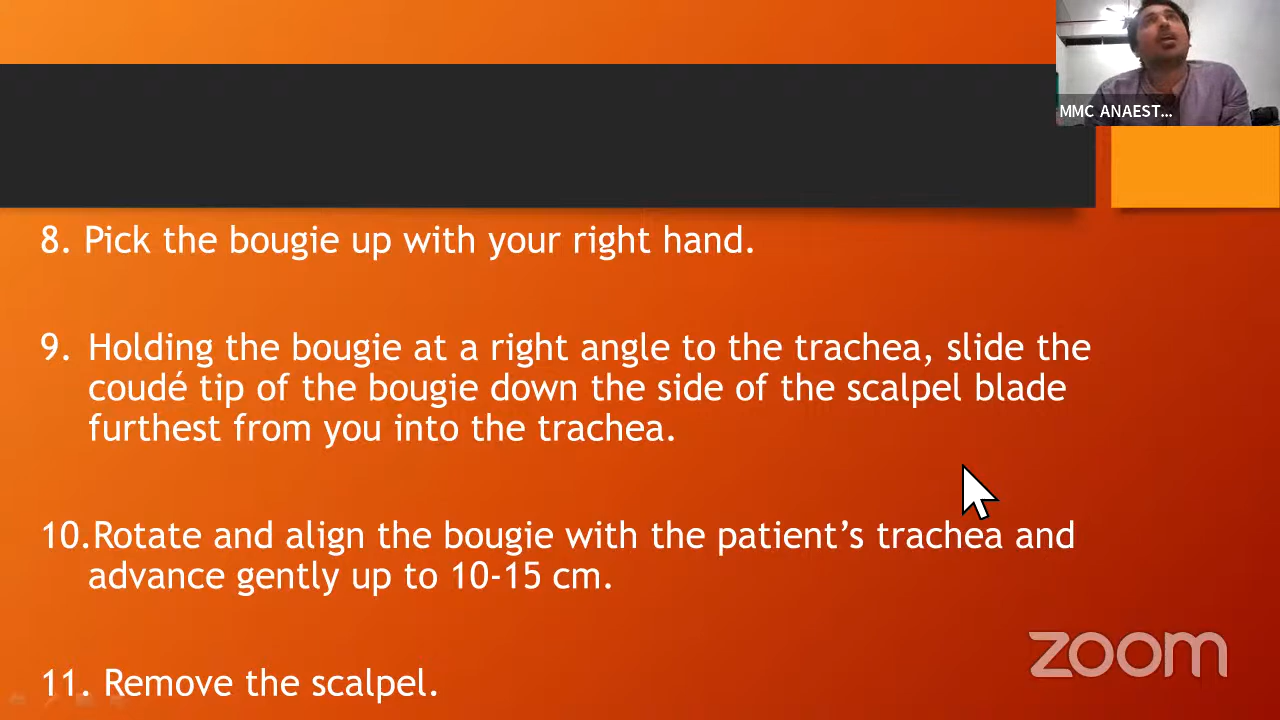 MMC ANAEST...
8. Pick the bougie up with your right hand.
9. Holding the bougie at a right angle to the trachea, slide the
coudé tip of the bougie down the side of the scalpel blade
furthest from you into the trachea.
10.Rotate and align the bougie with the patient’s trachea and
advance gently up to 10-15 cm.
11. Remove the scalpel.
zoom